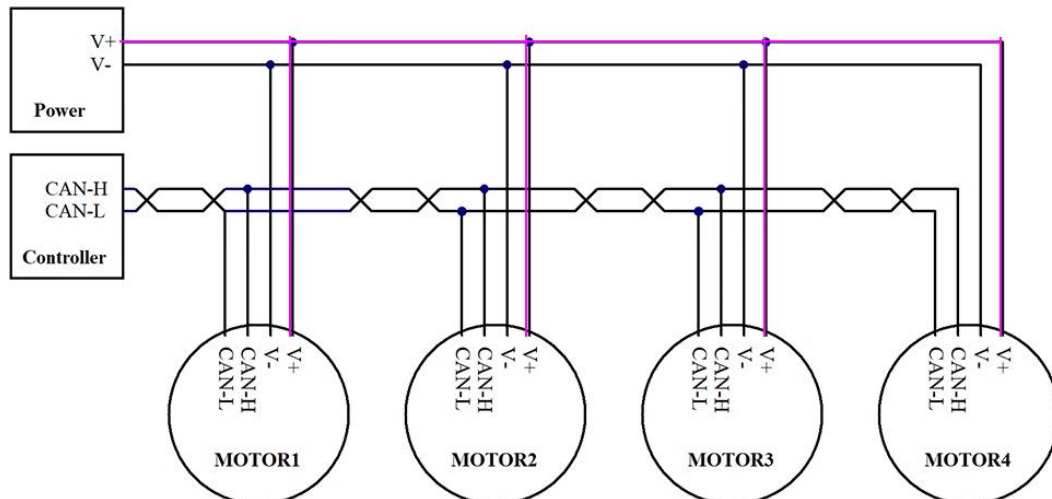 V+
V-
Power
CAN-H
CAN-L
Controller
CAN-L
CAN-H
V-
V+
MOTOR1
CAN-L
CAN-H
V-
V+
MOTOR2
CAN-L
CAN-H
V-
V+
MOTOR3
CAN-L
CAN-H
V-
V+
MOTOR4